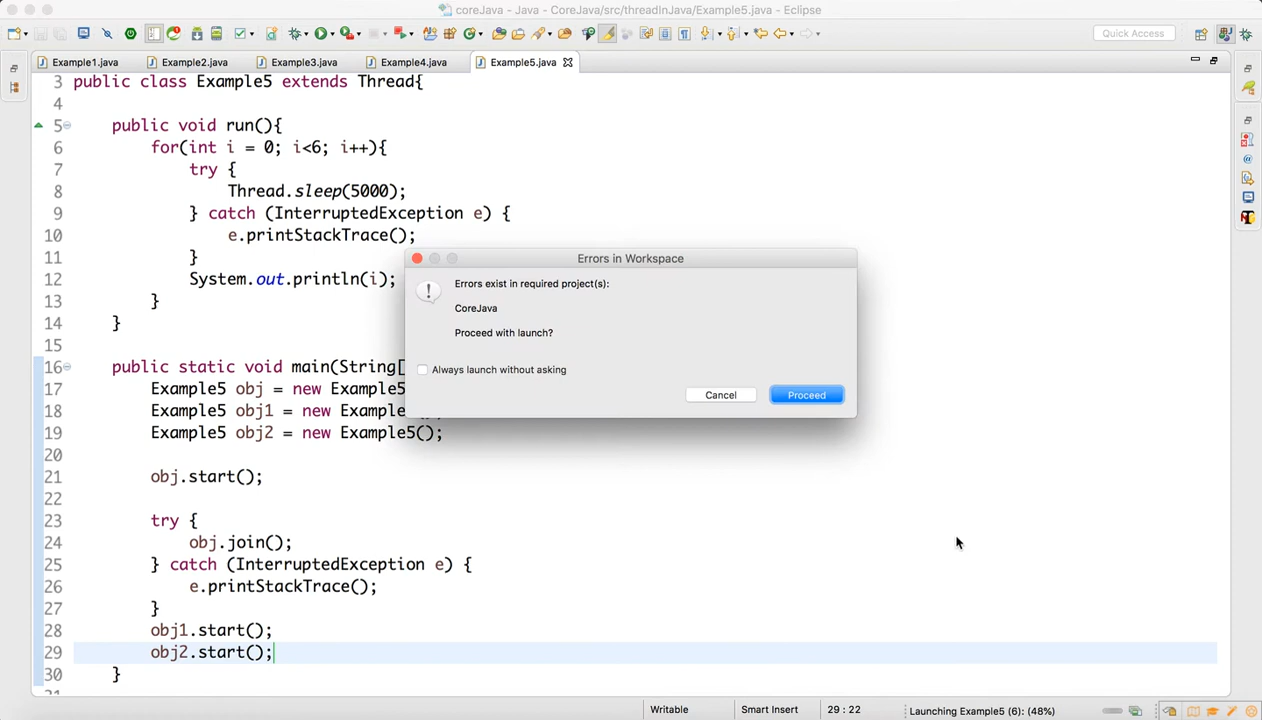 coreJava - Java - CoreJava/src/threadInJava/Example5.java - Eclipse
Quick Access
Example1.java Example2.java Example3.java Example4.java Example5.java
3 public class Example5 extends Thread{
4
5 public void run(){
6 for(int i = 0; i<6; i++){
7 try {
8 Thread.sleep(5000);
9 } catch (InterruptedException e) {
10 e.printStackTrace();
11 }
12 System.out.println(i);
13 }
14 }
15
16 public static void main(String[
17 Example5 obj = new Example5
18 Example5 obj1 = new Example5
19 Example5 obj2 = new Example5();
20
21 obj.start();
22
23 try {
24 obj.join();
25 } catch (InterruptedException e) {
26 e.printStackTrace();
27 }
28 obj1.start();
29 obj2.start();
30 }
Errors in Workspace
Errors exist in required project(s):
CoreJava
Proceed with launch?
Always launch without asking
Cancel Proceed
Writable Smart Insert 29 : 22 Launching Example5 (6): (48%)